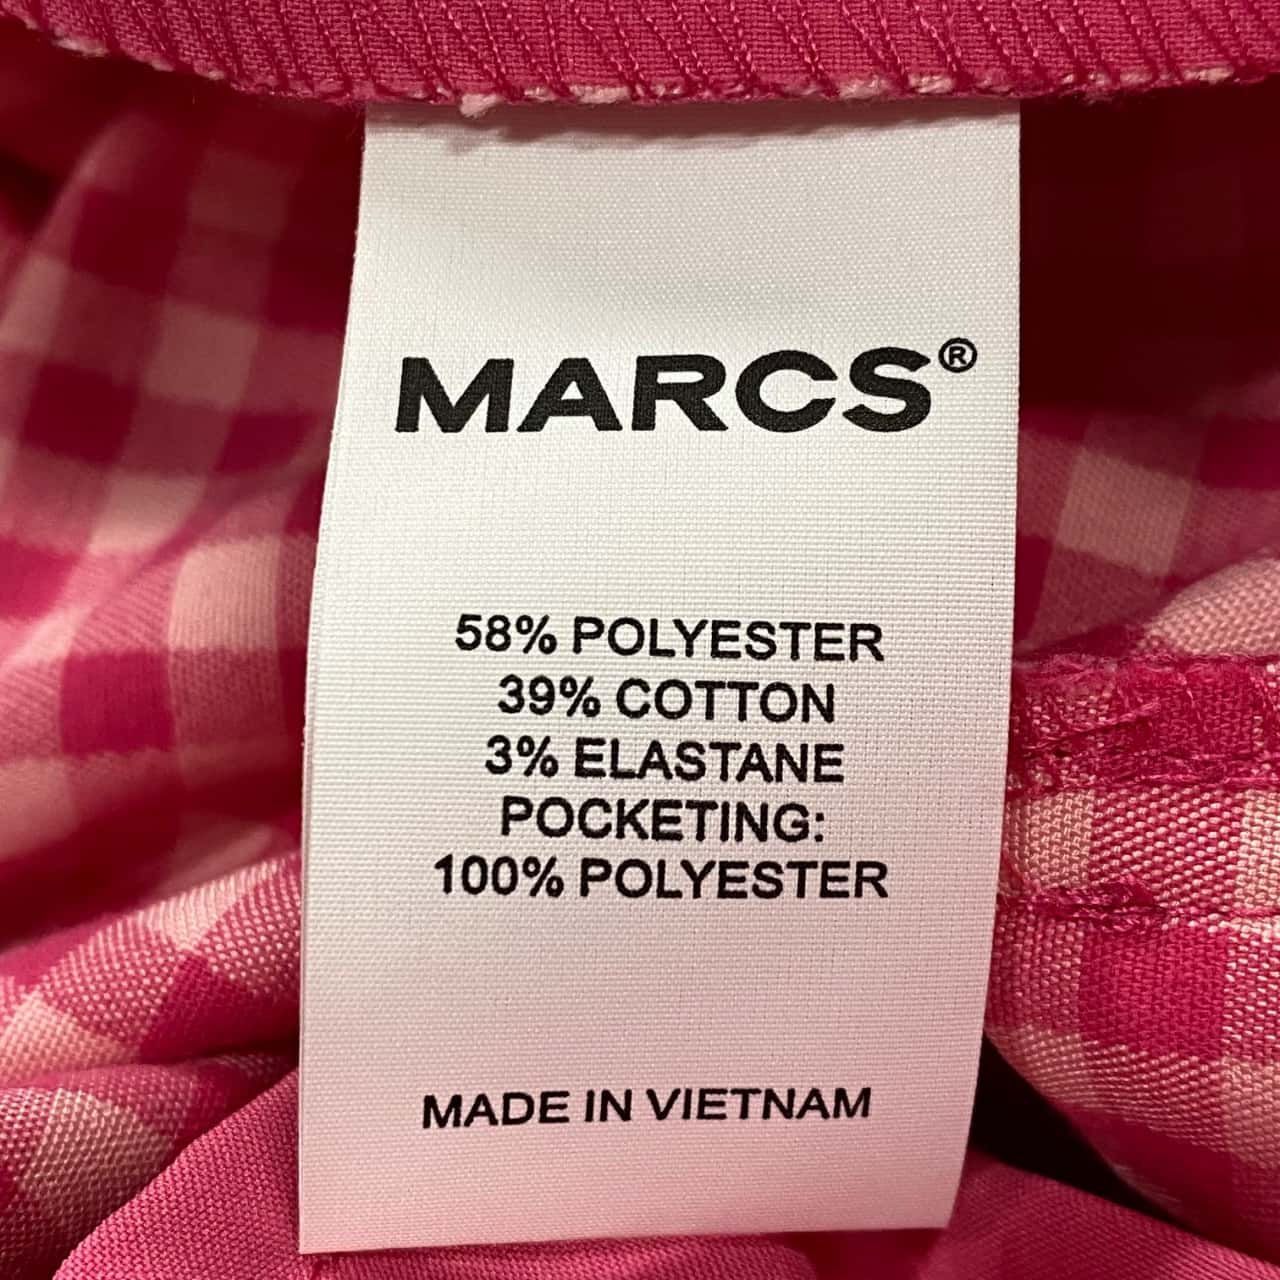 MARCS®
58% POLYESTER
39% COTTON
3% ELASTANE
POCKETING:
100% POLYESTER
MADE IN VIETNAM